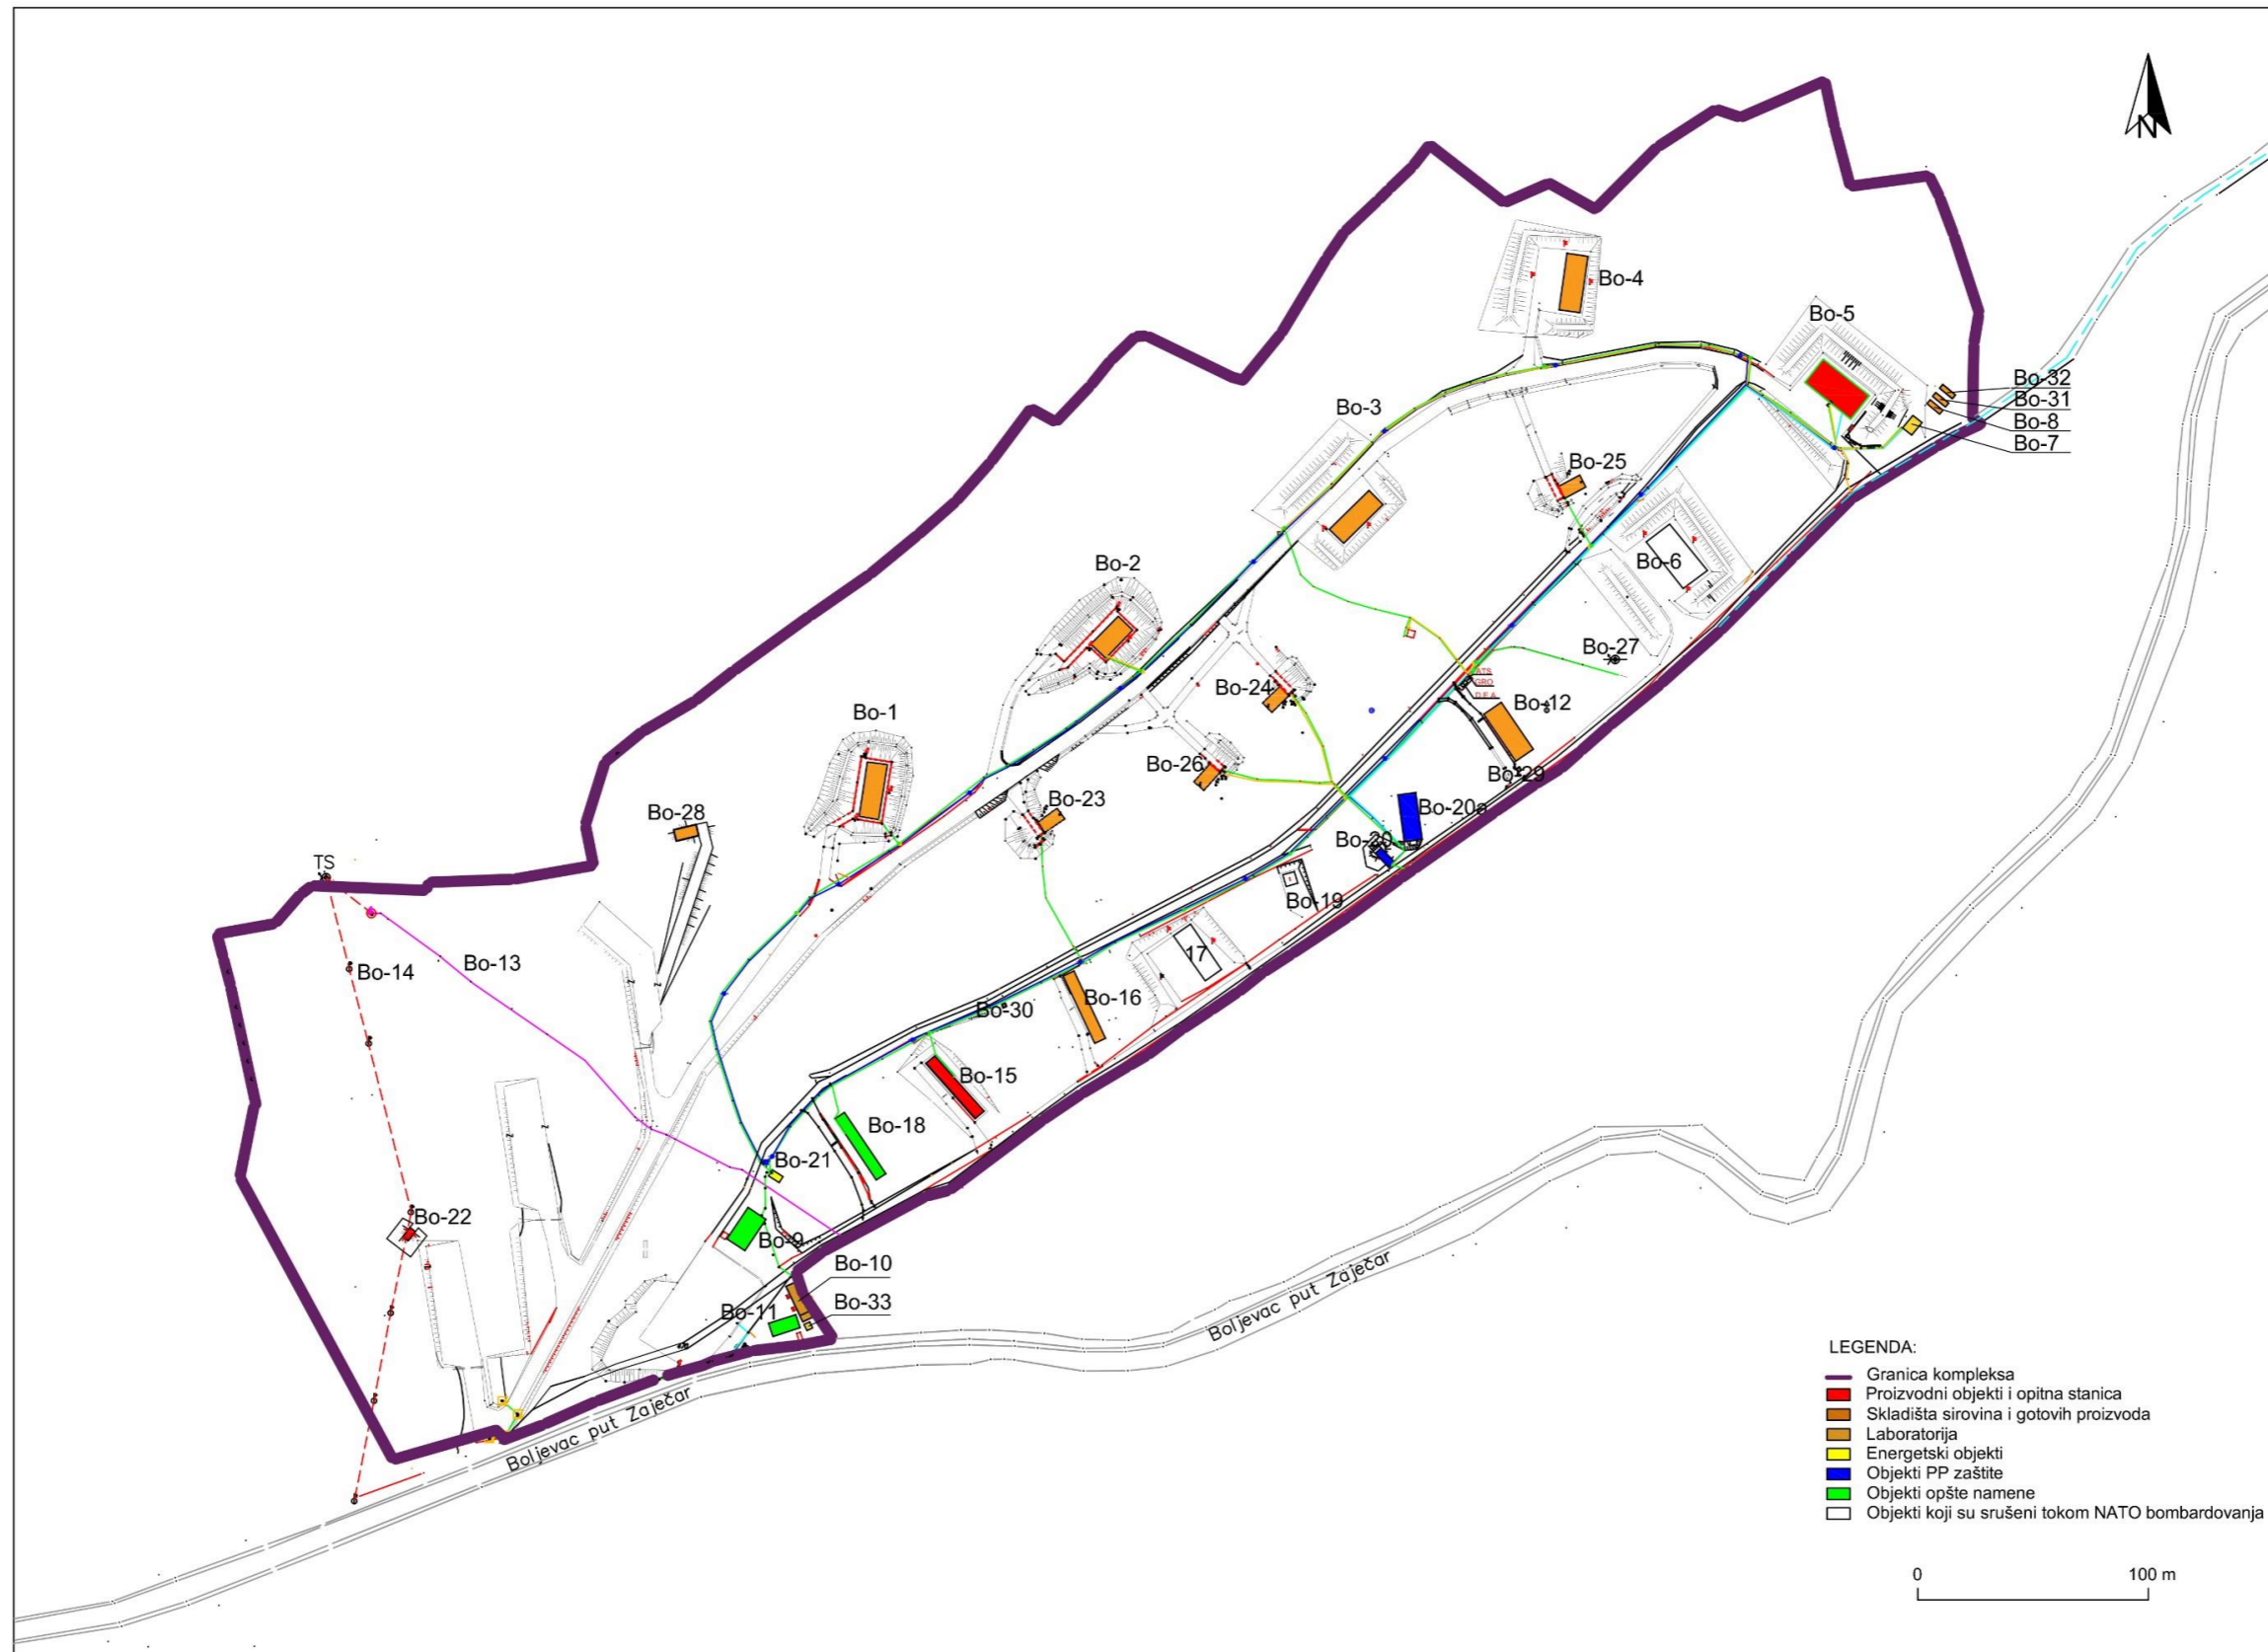 N
Bo-4
Bo-5
Bo-32
Bo-31
Bo-8
Bo-7
Bo-3
Bo-25
Bo-6
Bo-2
Bo-27
Bo-24
ATS
GRO
D.E.A.
Bo-12
Bo-1
Bo-26
Bo-29
Bo-28
Bo-23
Bo-20a
Bo-20
TS
Bo-19
Bo-14
Bo-13
17
Bo-16
Bo-30
Bo-15
Bo-18
Bo-21
Bo-22
Bo-9
Bo-10
Bo-33
Bo-11
Boljevac put Zaječar
Boljevac put Zaječar
LEGENDA:
Granica kompleksa
Proizvodni objekti i opitna stanica
Skladišta sirovina i gotovih proizvoda
Laboratorija
Energetski objekti
Objekti PP zaštite
Objekti opšte namene
Objekti koji su srušeni tokom NATO bombardovanja
0 100 m